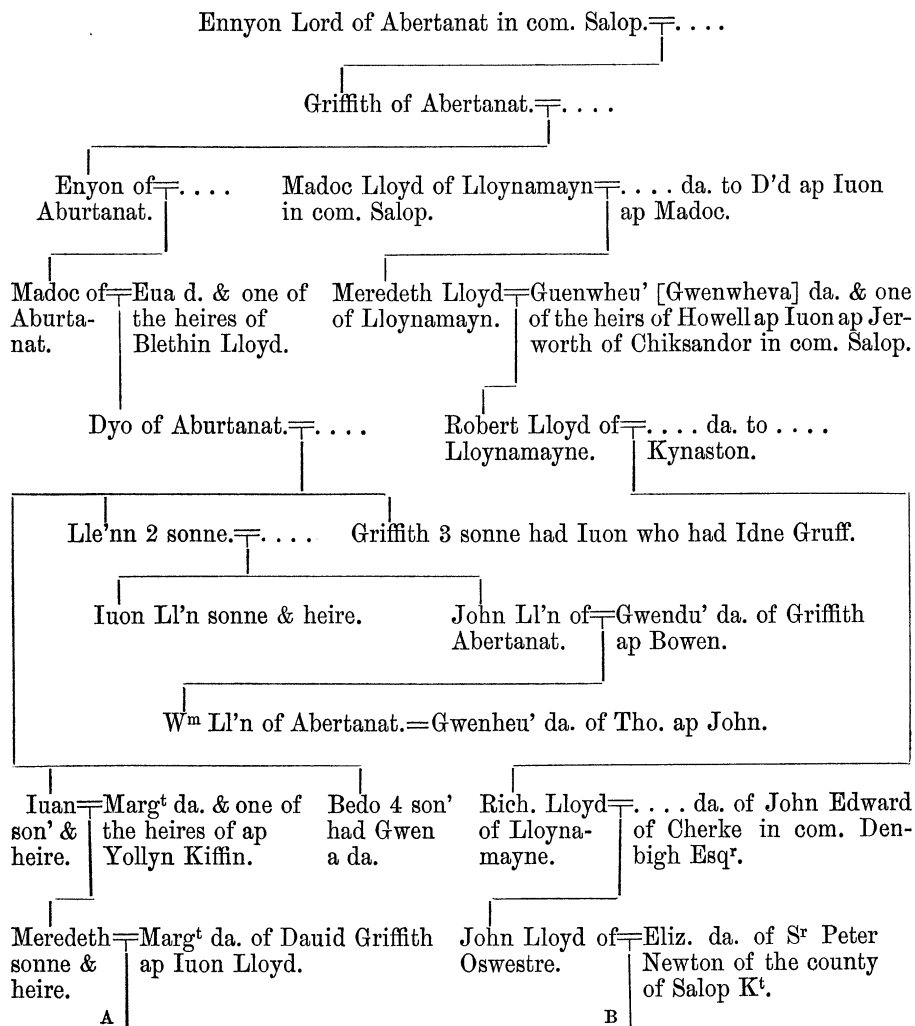 Ennyon Lord of Abertanat in com. Salop.=. . . .
Griffith of Abertanat.=. . . .
Enyon of=. . . .
Aburtanat.
Madoc Lloyd of Lloynamayn=. . . . da. to D'd ap Iuon
in com. Salop. ap Madoc.
Madoc of=Eua d. & one of
Aburta- the heires of
nat. Blethin Lloyd.
Meredeth Lloyd=Guenwheu' [Gwenwheva] da. & one
of Lloynamayn. of the heirs of Howell ap Iuon ap Jer-
worth of Chiksandor in com. Salop.
Dyo of Aburtanat.=. . . .
Robert Lloyd of=. . . . da. to . . . .
Lloynamayne. Kynaston.
Lle'nn 2 sonne.=. . . .
Griffith 3 sonne had Iuon who had Idne Gruff.
Iuon Ll'n sonne & heire.
John Ll'n of=Gwendu' da. of Griffith
Abertanat. ap Bowen.
Wᵐ Ll'n of Abertanat.=Gwenheu' da. of Tho. ap John.
Iuan=Margᵗ da. & one of
son' & the heires of ap
heire. Yollyn Kiffin.
Bedo 4 son'
had Gwen
a da.
Rich. Lloyd=. . . . da. of John Edward
of Lloyna- of Cherke in com. Den-
mayne. bigh Esqʳ.
Meredeth=Margᵗ da. of Dauid Griffith
sonne & ap Iuon Lloyd.
heire.
A
John Lloyd of=Eliz. da. of Sʳ Peter
Oswestre. Newton of the county
of Salop Kᵗ.
B